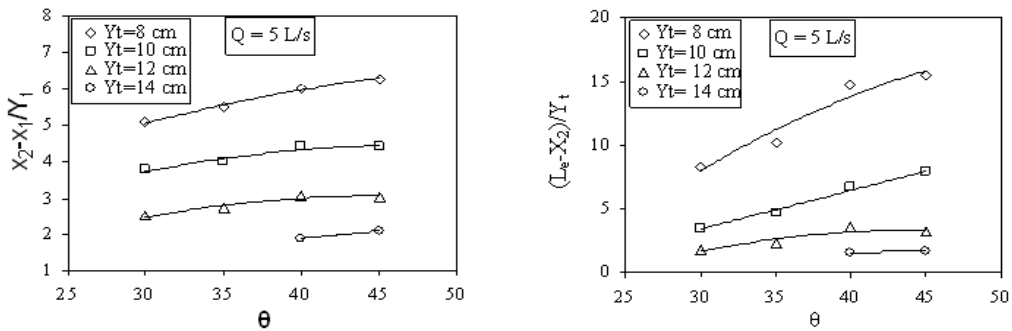 8
7
6
5
4
3
2
1
25
30
35
40
45
50
X₂-X₁/Y₁
θ
Yt=8 cm
Yt=10 cm
Yt=12 cm
Yt=14 cm
Q = 5 L/s
20
15
10
5
0
25
30
35
40
45
50
(Lₑ-X₂)/Yₜ
θ
Yt= 8 cm
Yt=10 cm
Yt= 12 cm
Yt= 14 cm
Q = 5 L/s